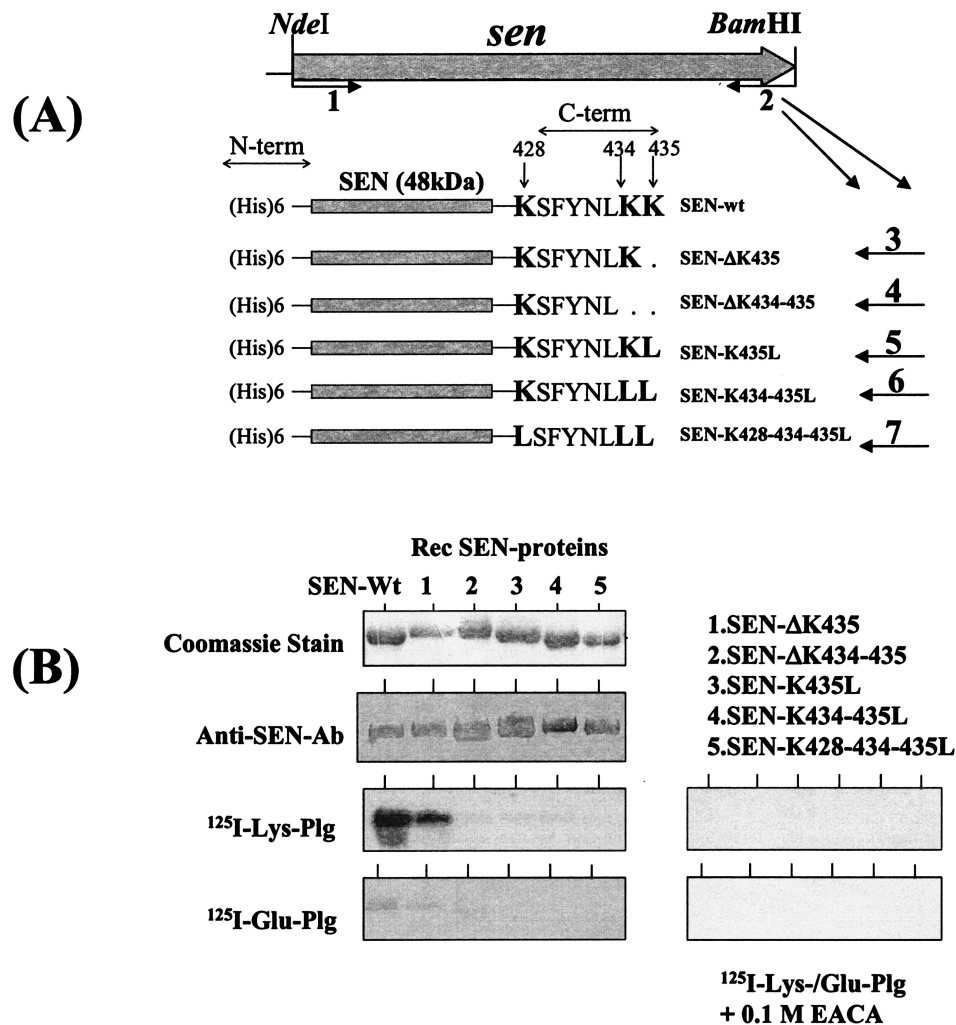 NdeI sen BamHI
(A)
1 2
C-term
N-term 428 434 435
SEN (48kDa)
(His)6 KSFYNLKK SEN-wt
(His)6 KSFYNLK . SEN-ΔK435 3
(His)6 KSFYNL . . SEN-ΔK434-435 4
(His)6 KSFYNLKL SEN-K435L 5
(His)6 KSFYNLLL SEN-K434-435L 6
(His)6 LSFYNLLL SEN-K428-434-435L 7
(B)
Rec SEN-proteins
SEN-Wt 1 2 3 4 5
Coomassie Stain
Anti-SEN-Ab
125I-Lys-Plg
125I-Glu-Plg
1.SEN-ΔK435
2.SEN-ΔK434-435
3.SEN-K435L
4.SEN-K434-435L
5.SEN-K428-434-435L
125I-Lys-/Glu-Plg
+ 0.1 M EACA